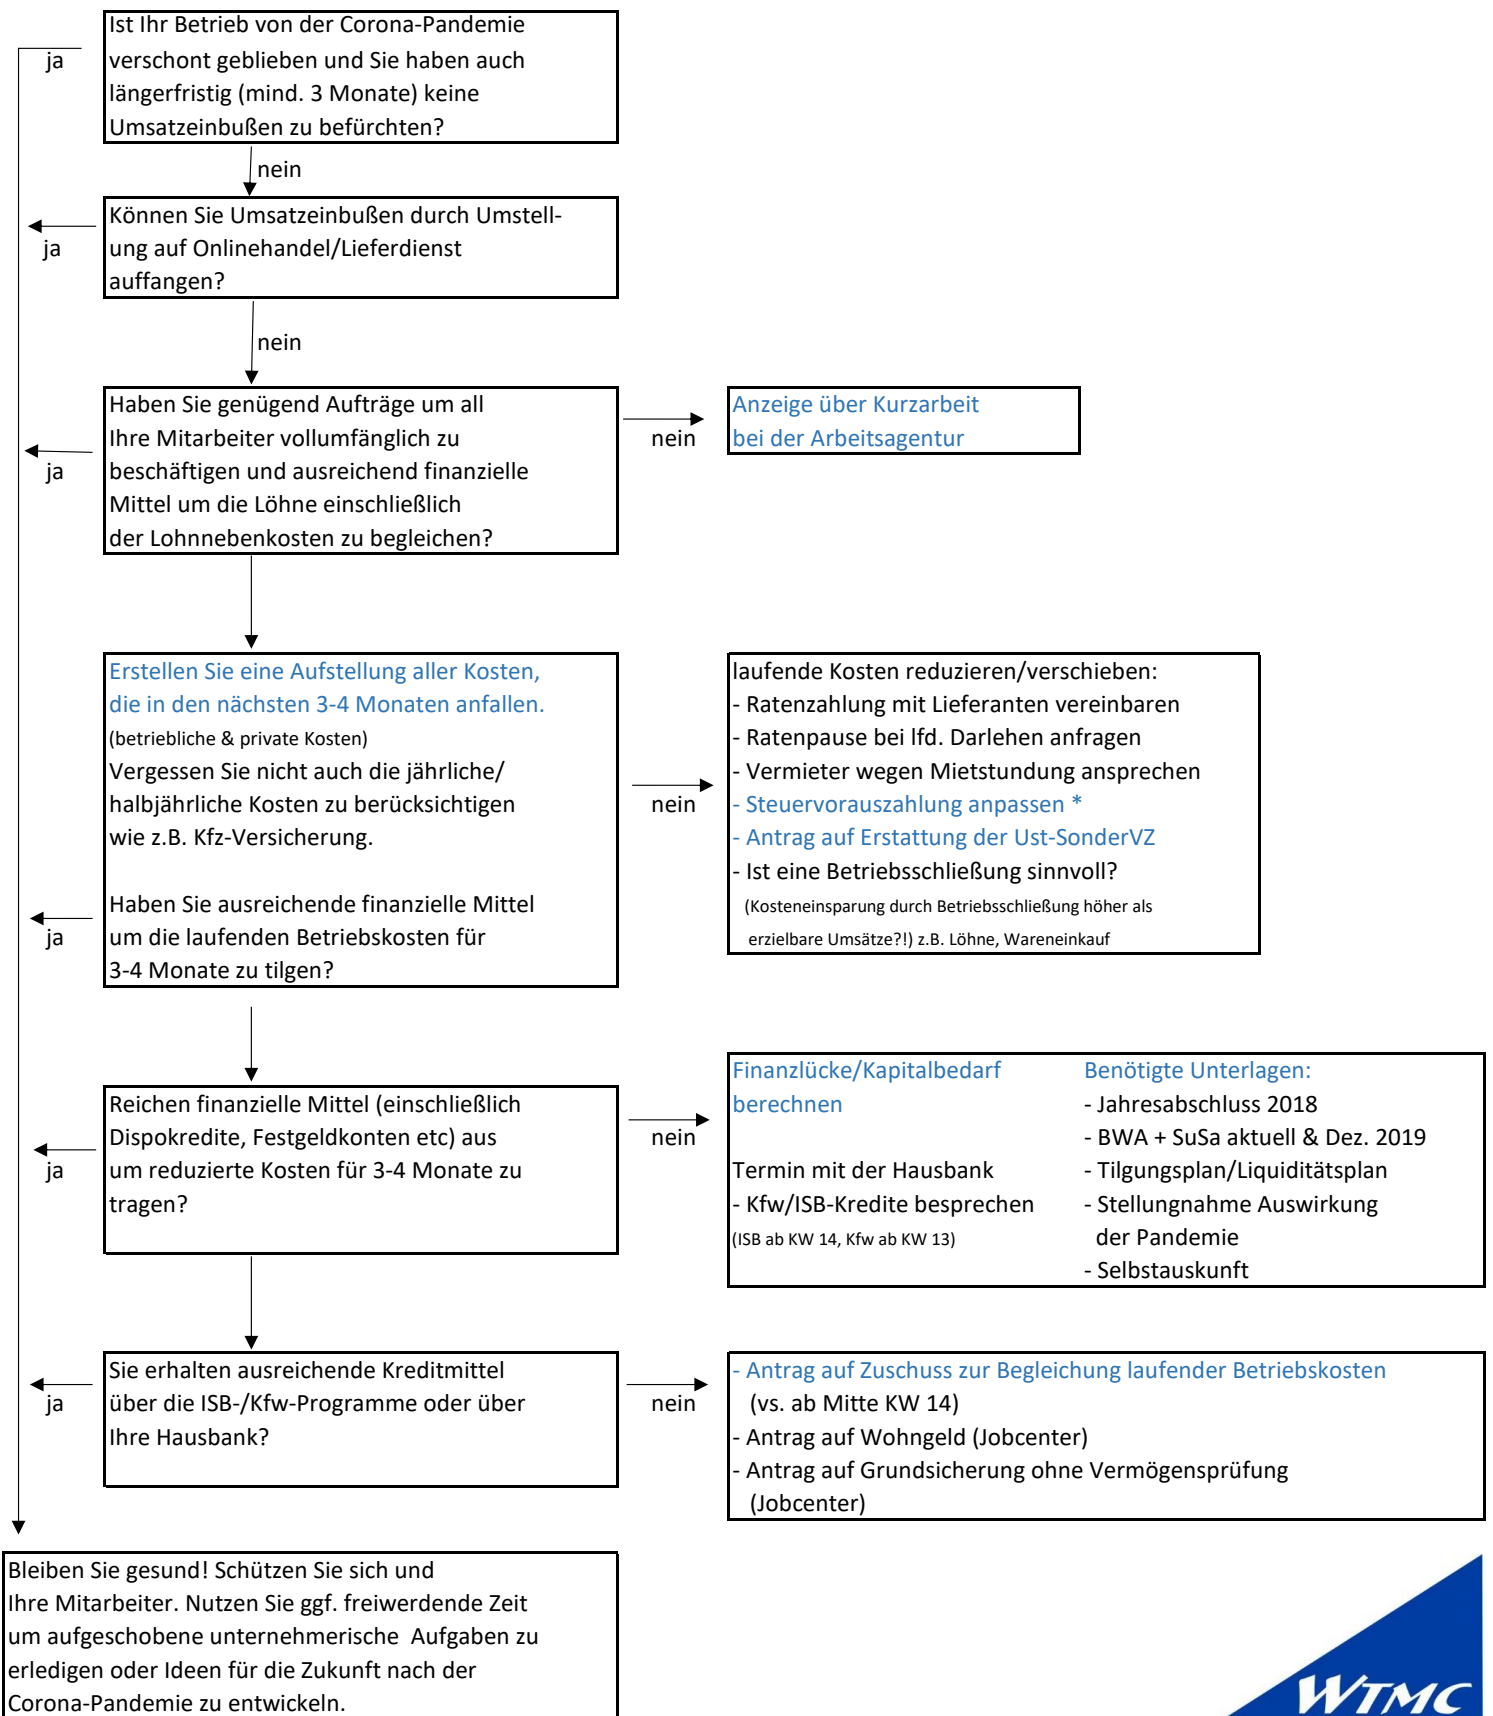 Ist Ihr Betrieb von der Corona-Pandemie
verschont geblieben und Sie haben auch
längerfristig (mind. 3 Monate) keine
Umsatzeinbußen zu befürchten?
ja
nein
Können Sie Umsatzeinbußen durch Umstell-
ung auf Onlinehandel/Lieferdienst
auffangen?
ja
nein
Haben Sie genügend Aufträge um all
Ihre Mitarbeiter vollumfänglich zu
beschäftigen und ausreichend finanzielle
Mittel um die Löhne einschließlich
der Lohnnebenkosten zu begleichen?
ja
nein
Anzeige über Kurzarbeit
bei der Arbeitsagentur
Erstellen Sie eine Aufstellung aller Kosten,
die in den nächsten 3-4 Monaten anfallen.
(betriebliche & private Kosten)
Vergessen Sie nicht auch die jährliche/
halbjährliche Kosten zu berücksichtigen
wie z.B. Kfz-Versicherung.
Haben Sie ausreichende finanzielle Mittel
um die laufenden Betriebskosten für
3-4 Monate zu tilgen?
ja
nein
laufende Kosten reduzieren/verschieben:
- Ratenzahlung mit Lieferanten vereinbaren
- Ratenpause bei lfd. Darlehen anfragen
- Vermieter wegen Mietstundung ansprechen
- Steuervorauszahlung anpassen *
- Antrag auf Erstattung der Ust-SonderVZ
- Ist eine Betriebsschließung sinnvoll?
(Kosteneinsparung durch Betriebsschließung höher als
erzielbare Umsätze?!) z.B. Löhne, Wareneinkauf
Reichen finanzielle Mittel (einschließlich
Dispokredite, Festgeldkonten etc) aus
um reduzierte Kosten für 3-4 Monate zu
tragen?
ja
nein
Finanzlücke/Kapitalbedarf
berechnen
Termin mit der Hausbank
- Kfw/ISB-Kredite besprechen
(ISB ab KW 14, Kfw ab KW 13)
Benötigte Unterlagen:
- Jahresabschluss 2018
- BWA + SuSa aktuell & Dez. 2019
- Tilgungsplan/Liquiditätsplan
- Stellungnahme Auswirkung
der Pandemie
- Selbstauskunft
Sie erhalten ausreichende Kreditmittel
über die ISB-/Kfw-Programme oder über
Ihre Hausbank?
ja
nein
- Antrag auf Zuschuss zur Begleichung laufender Betriebskosten
(vs. ab Mitte KW 14)
- Antrag auf Wohngeld (Jobcenter)
- Antrag auf Grundsicherung ohne Vermögensprüfung
(Jobcenter)
Bleiben Sie gesund! Schützen Sie sich und
Ihre Mitarbeiter. Nutzen Sie ggf. freiwerdende Zeit
um aufgeschobene unternehmerische  Aufgaben zu
erledigen oder Ideen für die Zukunft nach der
Corona-Pandemie zu entwickeln.
WTMC